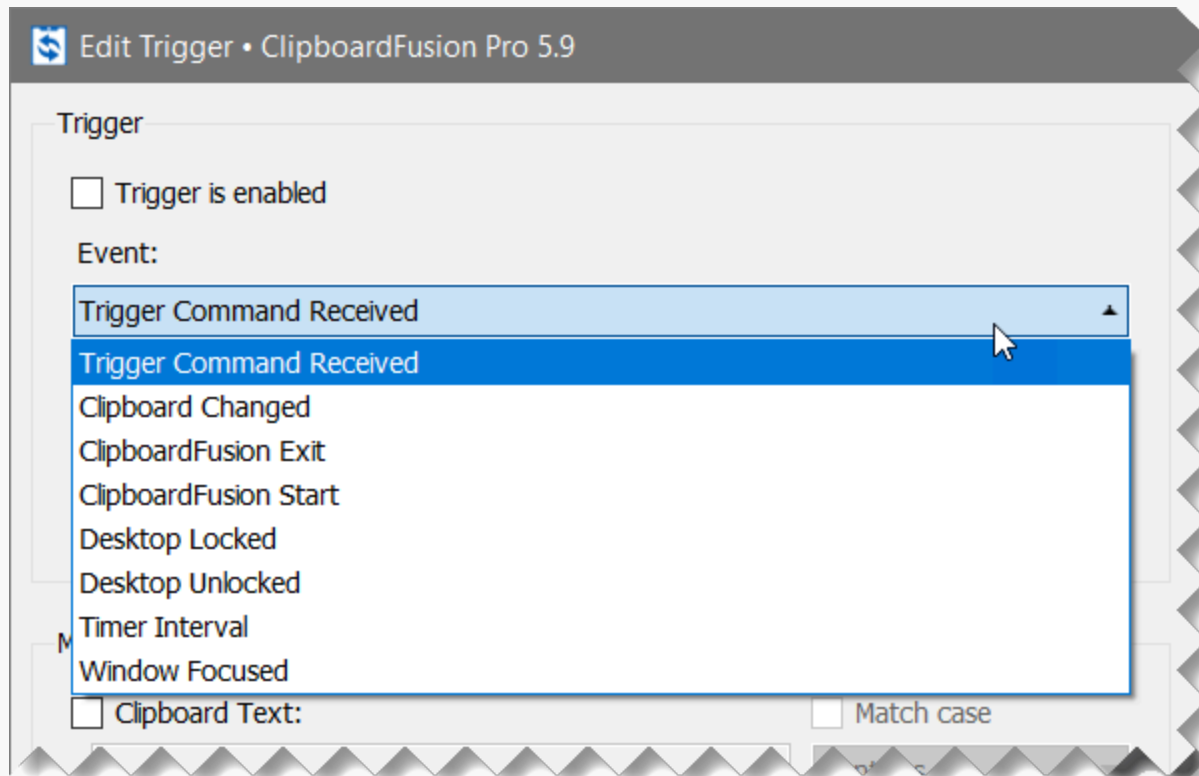 Edit Trigger • ClipboardFusion Pro 5.9
Trigger
Trigger is enabled
Event:
Trigger Command Received
Trigger Command Received
Clipboard Changed
ClipboardFusion Exit
ClipboardFusion Start
Desktop Locked
Desktop Unlocked
Timer Interval
Window Focused
Clipboard Text:
Match case